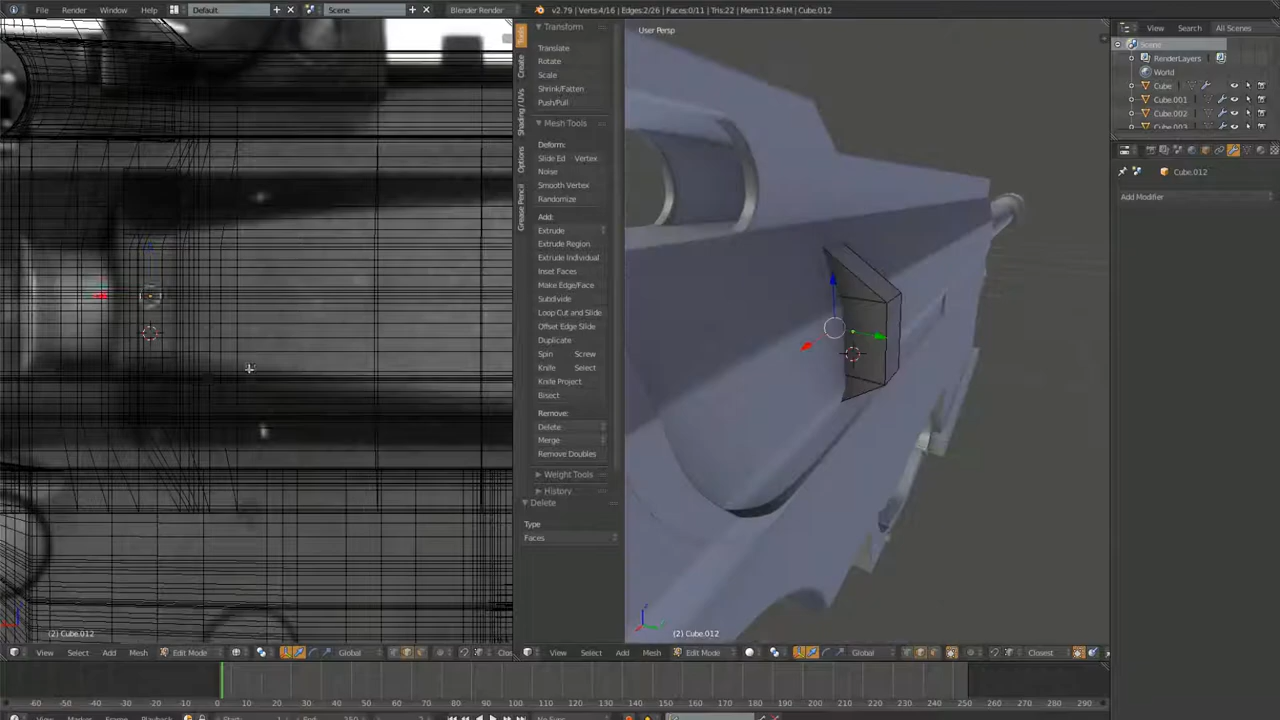 File Render Window Help Default Scene Blender Render v2.79 | Verts:4/16 | Edges:2/26 | Faces:0/11 | Tris:22 | Mem:112.64M | Cube.012 View Search All Scenes
Tools
Create
Shading / UVs
Options
Grease Pencil
Transform
Translate
Rotate
Scale
Shrink/Fatten
Push/Pull
Mesh Tools
Deform:
Slide Ed Vertex
Noise
Smooth Vertex
Randomize
Add:
Extrude
Extrude Region
Extrude Individual
Inset Faces
Make Edge/Face
Subdivide
Loop Cut and Slide
Offset Edge Slide
Duplicate
Spin Screw
Knife Select
Knife Project
Bisect
Remove:
Delete
Merge
Remove Doubles
Weight Tools
History
Delete
Type
Faces
User Persp
(2) Cube.012
(2) Cube.012
Scene
RenderLayers
World
Cube
Cube.001
Cube.002
Cube.003
Cube.012
Add Modifier
View Select Add Mesh Edit Mode Global Clos
View Select Add Mesh Edit Mode Global Closest
-60 -50 -40 -30 -20 -10 0 10 20 30 40 50 60 70 80 90 100 110 120 130 140 150 160 170 180 190 200 210 220 230 240 250 260 270 280 290
View Marker Frame Playback